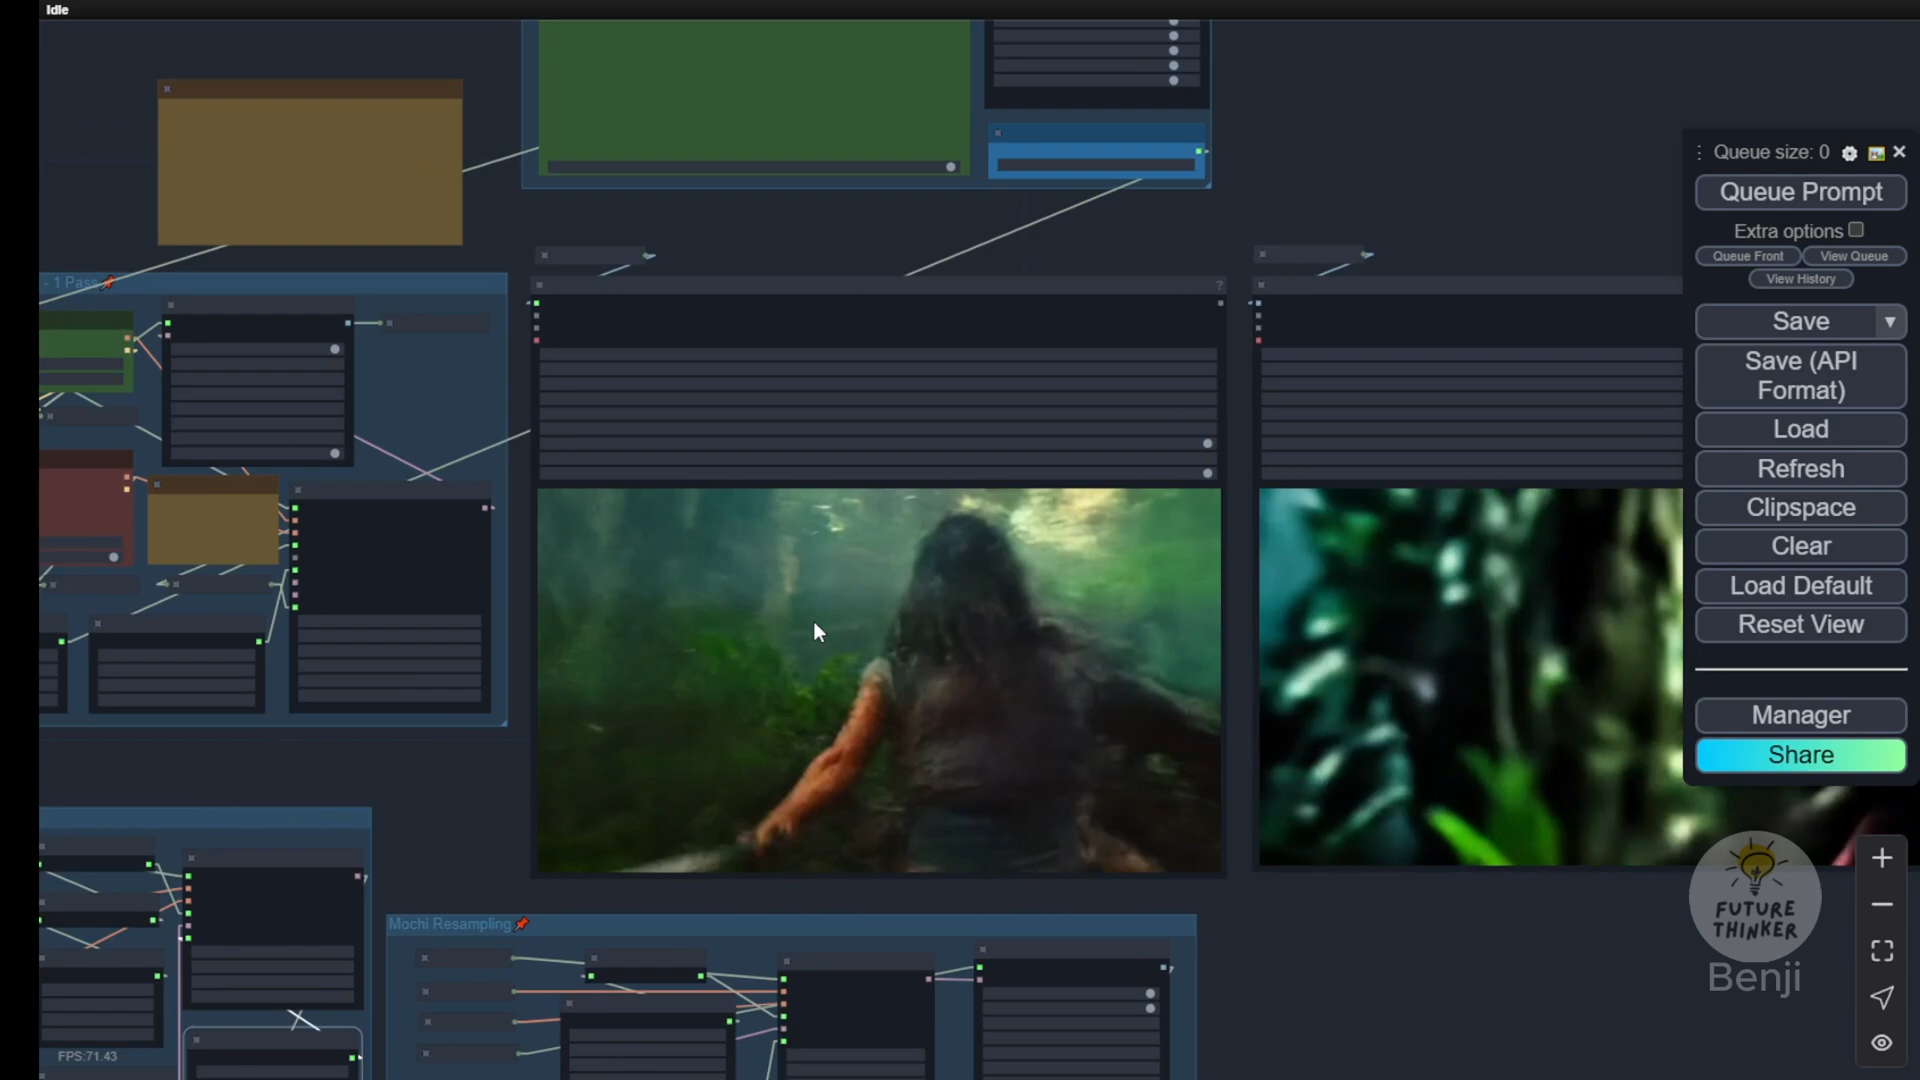 Idle
Queue size: 0
Queue Prompt
Extra options
Queue Front
View Queue
View History
- 1 Pass
?
Save
Save (API
Format)
Load
Refresh
Clipspace
Clear
Load Default
Reset View
Manager
Share
FUTURE
THINKER
Benji
Mochi Resampling
FPS:71.43